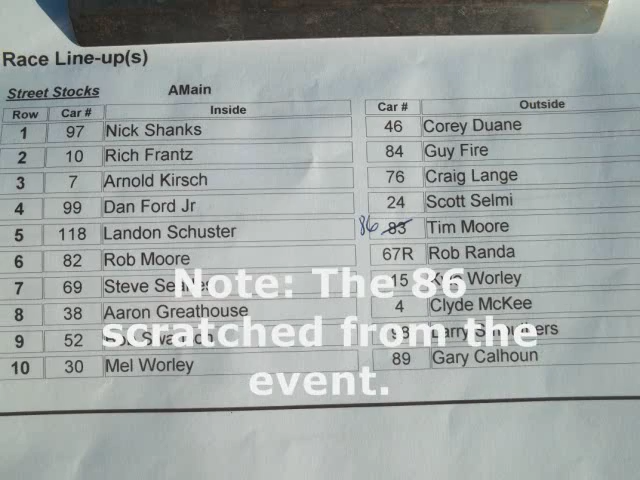 Race Line-up(s)
Street Stocks AMain
Row Car # Inside Car # Outside
1 97 Nick Shanks 46 Corey Duane
2 10 Rich Frantz 84 Guy Fire
3 7 Arnold Kirsch 76 Craig Lange
4 99 Dan Ford Jr 24 Scott Selmi
5 118 Landon Schuster 86 83 Tim Moore
6 82 Rob Moore 67R Rob Randa
7 69 Steve 15 Worley
8 38 Aaron Greathouse 4 Clyde McKee
9 52 98
10 30 Mel Worley 89 Gary Calhoun
Note: The 86
scratched from the
event.